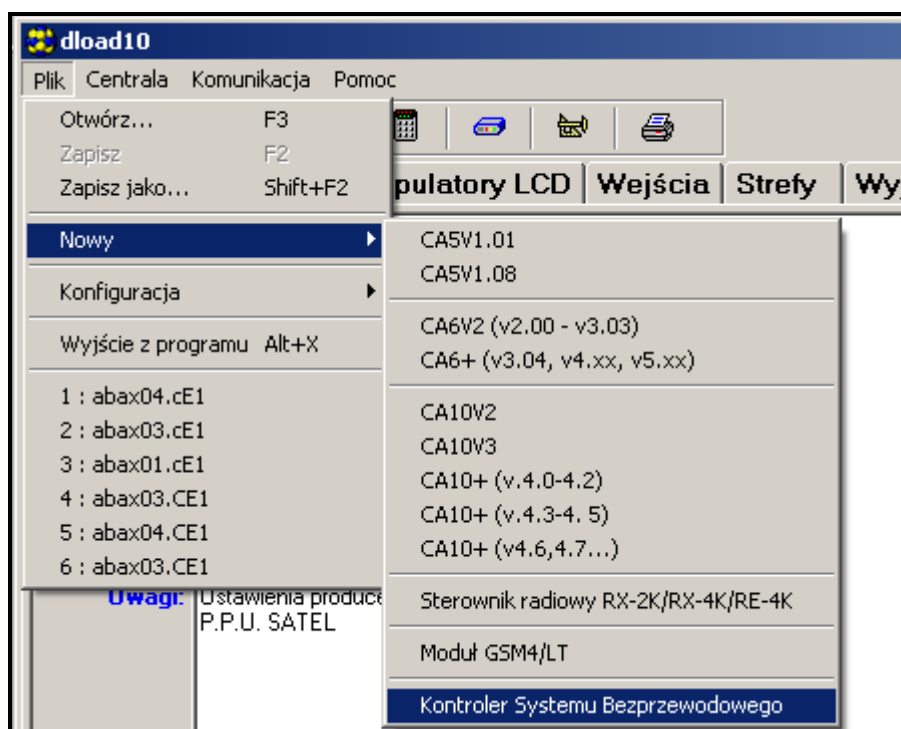 dload10
Plik Centrala Komunikacja Pomoc
Otwórz... F3
Zapisz F2
Zapisz jako... Shift+F2
pulatory LCD Wejścia Strefy Wyj
Nowy
Konfiguracja
Wyjście z programu Alt+X
1 : abax04.cE1
2 : abax03.cE1
3 : abax01.cE1
4 : abax03.CE1
5 : abax04.CE1
6 : abax03.CE1
CA5V1.01
CA5V1.08
CA6V2 (v2.00 - v3.03)
CA6+ (v3.04, v4.xx, v5.xx)
CA10V2
CA10V3
CA10+ (v.4.0-4.2)
CA10+ (v.4.3-4. 5)
CA10+ (v4.6,4.7...)
Sterownik radiowy RX-2K/RX-4K/RE-4K
Moduł GSM4/LT
Kontroler Systemu Bezprzewodowego
Uwagi: Ustawienia produce
P.P.U. SATEL